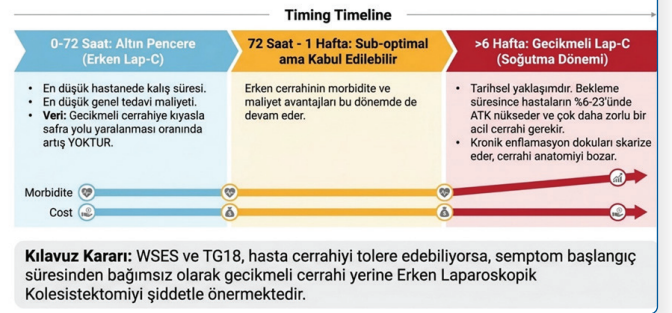 Timing Timeline
0-72 Saat: Altın Pencere
(Erken Lap-C)
72 Saat - 1 Hafta: Sub-optimal
ama Kabul Edilebilir
>6 Hafta: Gecikmeli Lap-C
(Soğutma Dönemi)
• En düşük hastanede kalış süresi.
• En düşük genel tedavi maliyeti.
• Veri: Gecikmeli cerrahiye kıyasla
safra yolu yaralanması oranında
artış YOKTUR.
Erken cerrahinin morbidite ve
maliyet avantajları bu dönemde de
devam eder.
• Tarihsel yaklaşımdır. Bekleme
süresince hastaların %6-23'ünde
ATK nükseder ve çok daha zorlu bir
acil cerrahi gerekir.
• Kronik enflamasyon dokuları skarize
eder, cerrahi anatomiyi bozar.
Morbidite
Cost
Kılavuz Kararı: WSES ve TG18, hasta cerrahiyi tolere edebiliyorsa, semptom başlangıç
süresinden bağımsız olarak gecikmeli cerrahi yerine Erken Laparoskopik
Kolesistektomiyi şiddetle önermektedir.